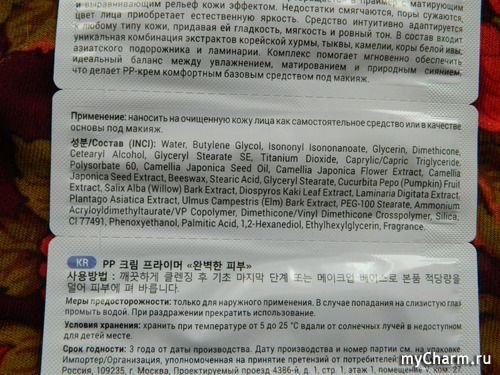 и выравнивающим рельеф кожи эффектом. Недостатки смягчаются, поры сужаются,
цвет лица приобретает естественную яркость. Средство интуитивно адаптируется
любому типу кожи, придавая ей гладкость, мягкость и ровный тон. В состав входит
уникальная комбинация экстрактов корейской хурмы, тыквы, камелии, коры белой ивы,
азиатского подорожника и ламинарии. Комплекс помогает мгновенно обеспечить
идеальный баланс между увлажнением, матированием и природным сиянием,
что делает PP-крем комфортным базовым средством под макияж.
Применение: наносить на очищенную кожу лица как самостоятельное средство или в качестве
основы под макияж.
성분/Состав (INCI): Water, Butylene Glycol, Isononyl Isononanoate, Glycerin, Dimethicone,
Cetearyl Alcohol, Glyceryl Stearate SE, Titanium Dioxide, Caprylic/Capric Triglyceride,
Polysorbate 60, Camellia Japonica Seed Oil, Camellia Japonica Flower Extract, Camellia
Japonica Seed Extract, Beeswax, Stearic Acid, Glyceryl Stearate, Cucurbita Pepo (Pumpkin) Fruit
Extract, Salix Alba (Willow) Bark Extract, Diospyros Kaki Leaf Extract, Laminaria Digitata Extract,
Plantago Asiatica Extract, Ulmus Campestris (Elm) Bark Extract, PEG-100 Stearate, Ammonium
Acryloyldimethyltaurate/VP Copolymer, Dimethicone/Vinyl Dimethicone Crosspolymer, Silica,
CI 77491, Phenoxyethanol, Palmitic Acid, 1,2-Hexanediol, Ethylhexylglycerin, Fragrance.
KR PP 크림 프라이머 «완벽한 피부»
사용방법 : 깨끗하게 클렌징 후 기초 마지막 단계 또는 메이크업 베이스로 본품 적당량을
덜어 피부에 펴 바릅니다.
Меры предосторожности: только для наружного применения. В случае попадания на слизистую глаз
промыть водой. При раздражении прекратить использование.
Условия хранения: хранить при температуре от 5 до 25 °C вдали от солнечных лучей в недоступном
для детей месте.
Срок годности: 3 года от даты производства. Дата производства и номер партии см. на упаковке
Импортер/Организация, уполномоченная на принятие претензий от потребителей
Россия, 109235, г. Москва, Проектируемый проезд 4386-й, д. 1, стр. 1, этаж 1, ком. 27.
myCharm.ru